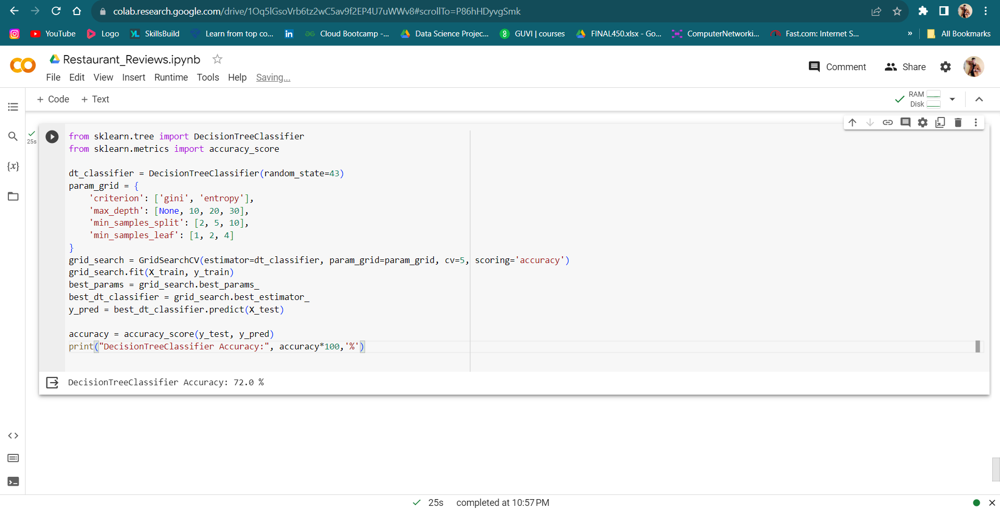 colab.research.google.com/drive/1Oq5lGsoVrb6tz2wC5av9f2EP4U7uWWv8#scrollTo=P86hHDyvgSmk
YouTube Logo SkillsBuild Learn from top co... Cloud Bootcamp -... Data Science Projec... GUVI | courses FINAL450.xlsx - Go... ComputerNetworki... Fast.com: Internet S... » All Bookmarks
Restaurant_Reviews.ipynb
Comment Share
File Edit View Insert Runtime Tools Help Saving...
+ Code + Text
RAM
Disk
25s
from sklearn.tree import DecisionTreeClassifier
from sklearn.metrics import accuracy_score
dt_classifier = DecisionTreeClassifier(random_state=43)
param_grid = {
    'criterion': ['gini', 'entropy'],
    'max_depth': [None, 10, 20, 30],
    'min_samples_split': [2, 5, 10],
    'min_samples_leaf': [1, 2, 4]
}
grid_search = GridSearchCV(estimator=dt_classifier, param_grid=param_grid, cv=5, scoring='accuracy')
grid_search.fit(X_train, y_train)
best_params = grid_search.best_params_
best_dt_classifier = grid_search.best_estimator_
y_pred = best_dt_classifier.predict(X_test)
accuracy = accuracy_score(y_test, y_pred)
print("DecisionTreeClassifier Accuracy:", accuracy*100,'%')
DecisionTreeClassifier Accuracy: 72.0 %
25s completed at 10:57 PM